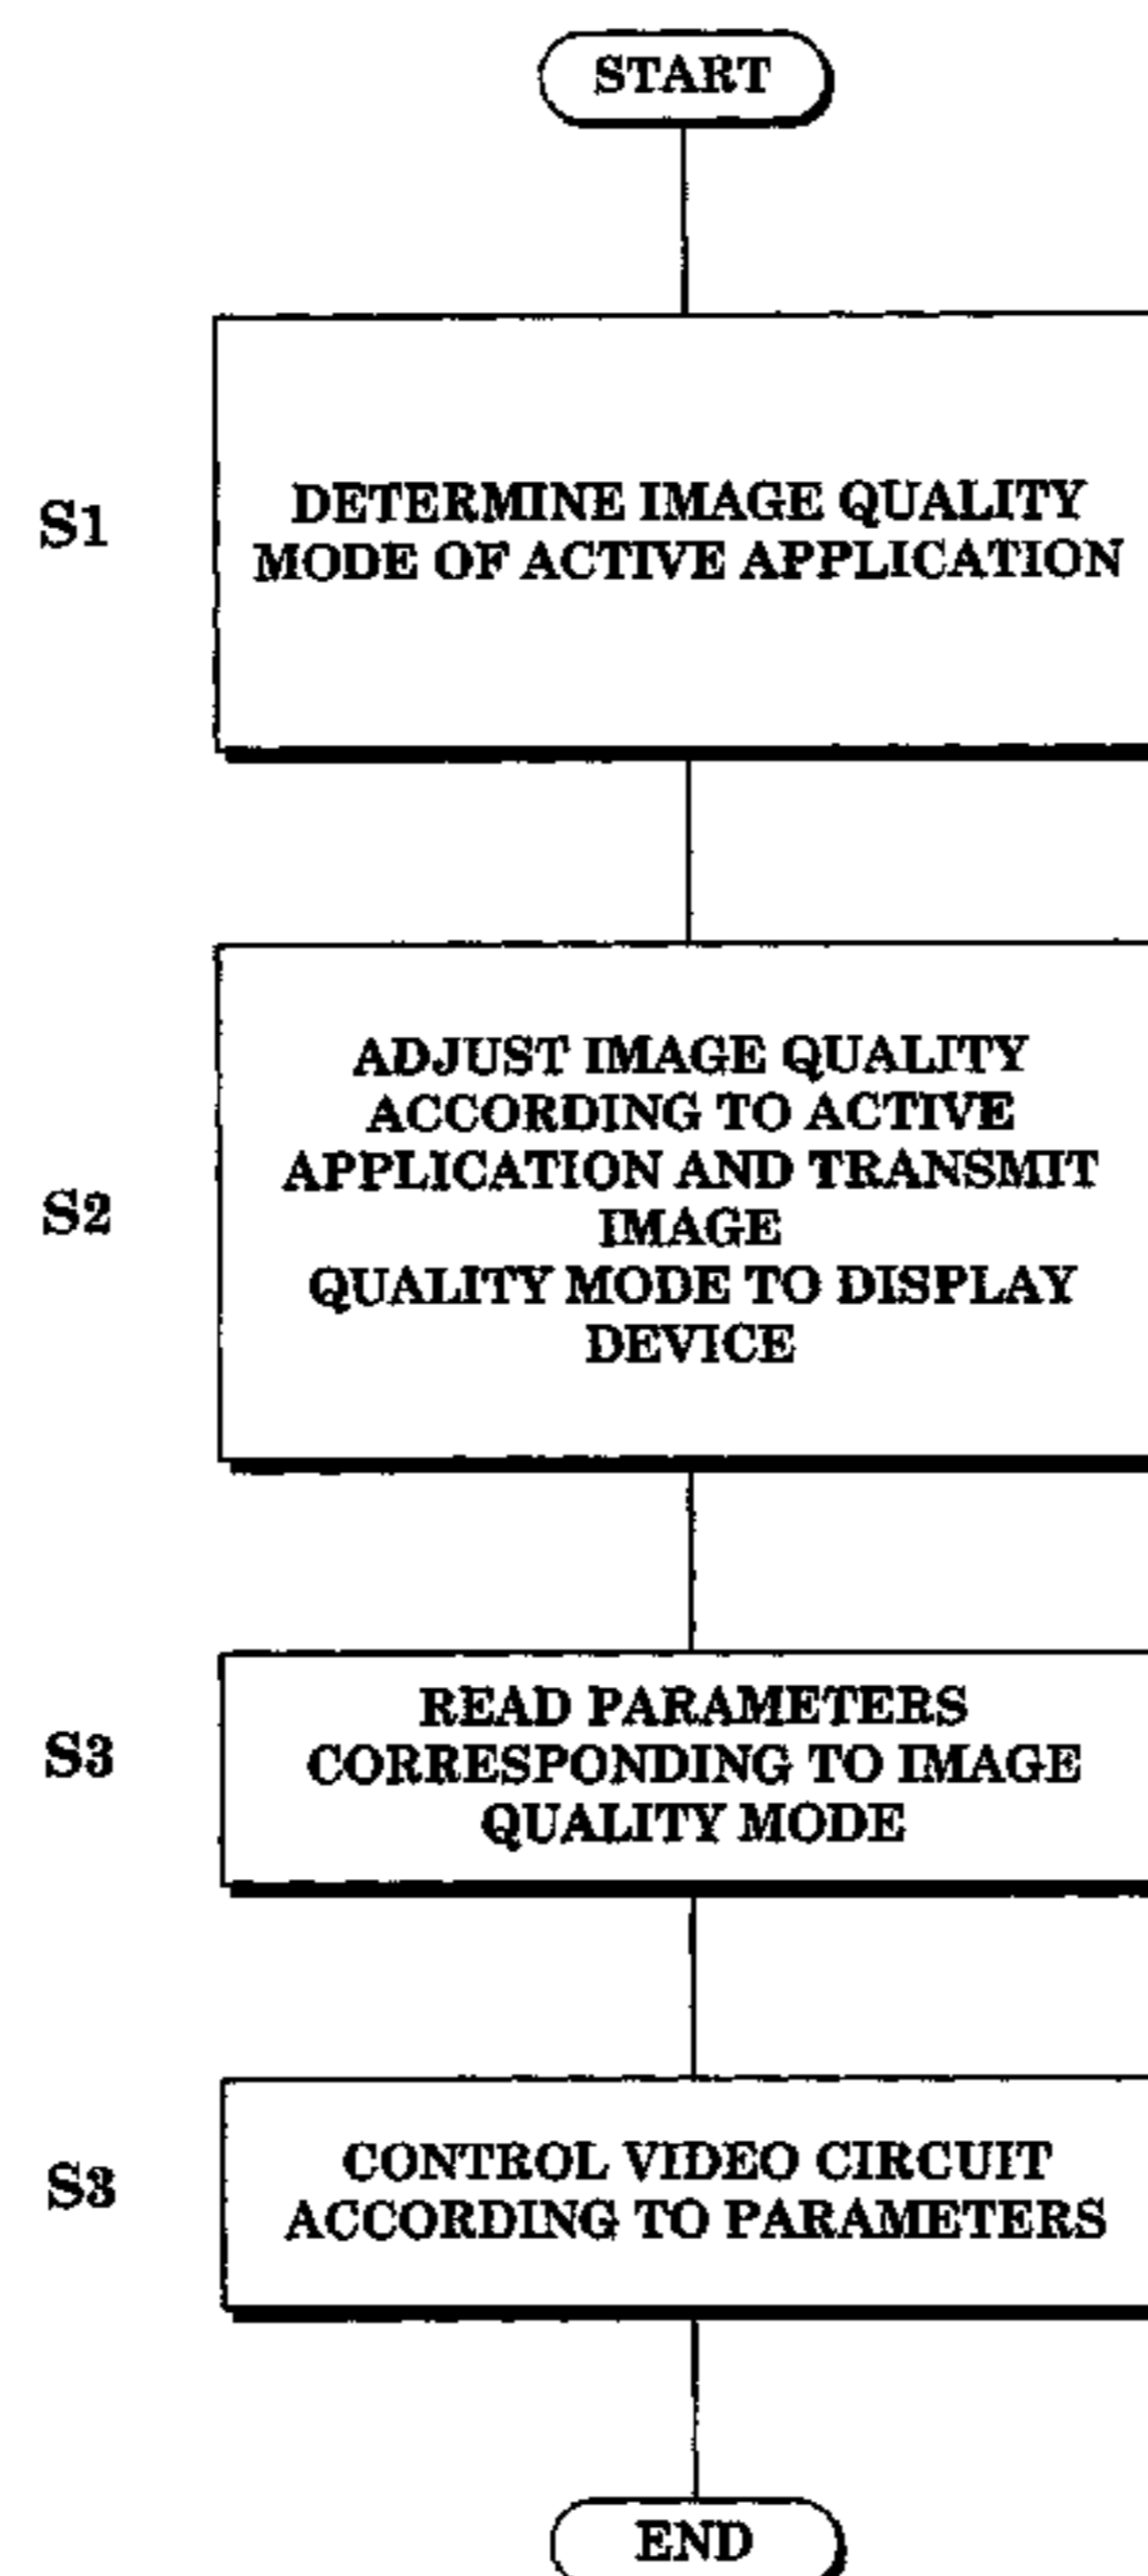 START
S1
DETERMINE IMAGE QUALITY
MODE OF ACTIVE APPLICATION
S2
ADJUST IMAGE QUALITY
ACCORDING TO ACTIVE
APPLICATION AND TRANSMIT
IMAGE
QUALITY MODE TO DISPLAY
DEVICE
S3
READ PARAMETERS
CORRESPONDING TO IMAGE
QUALITY MODE
S3
CONTROL VIDEO CIRCUIT
ACCORDING TO PARAMETERS
END